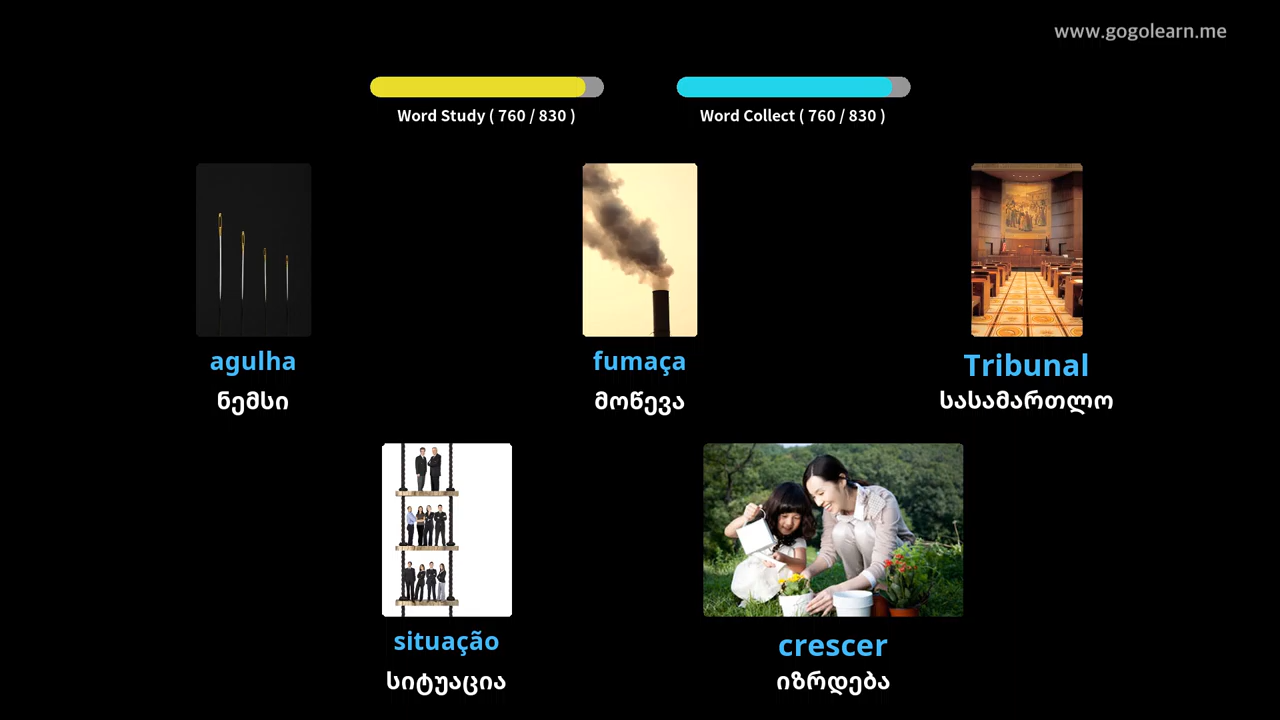 www.gogolearn.me
Word Study ( 760 / 830 )
Word Collect ( 760 / 830 )
agulha
ნემსი
fumaça
მოწევა
Tribunal
სასამართლო
situação
სიტუაცია
crescer
იზრდება